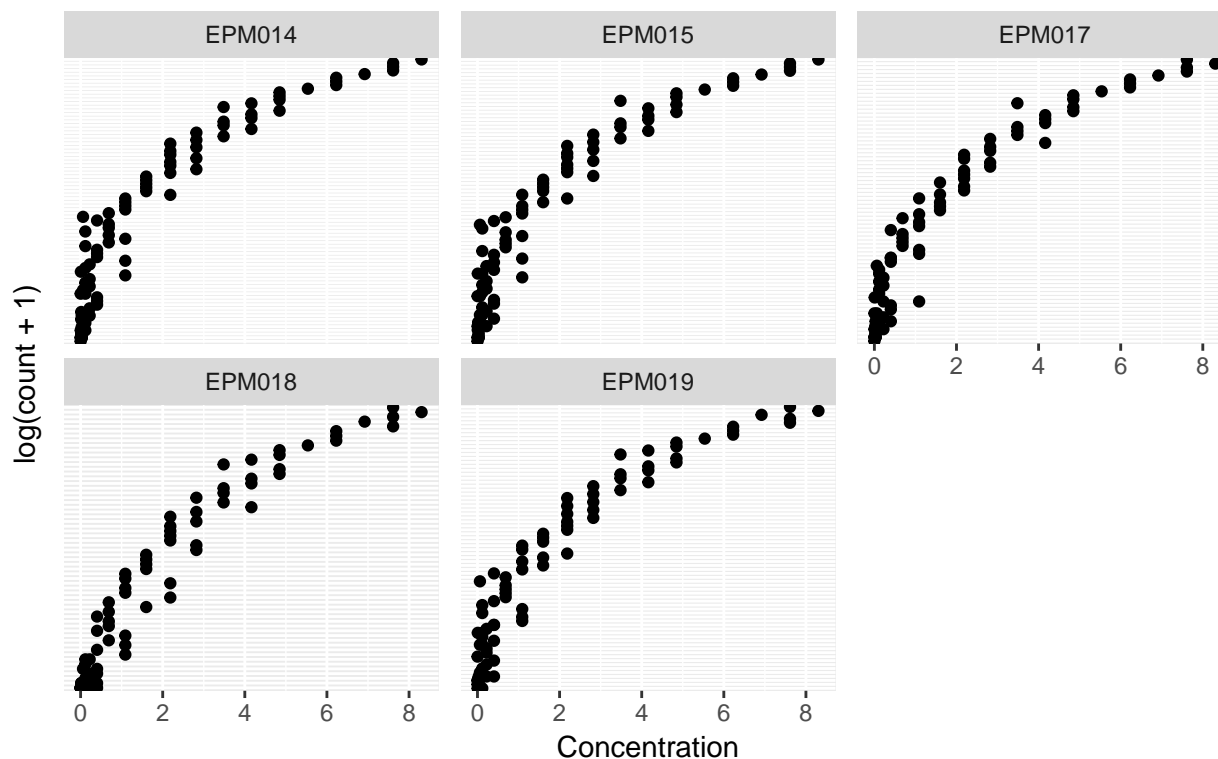 EPM014 EPM015 EPM017
0 2 4 6 8
EPM018 EPM019
0 2 4 6 8 0 2 4 6 8
log(count + 1)
Concentration